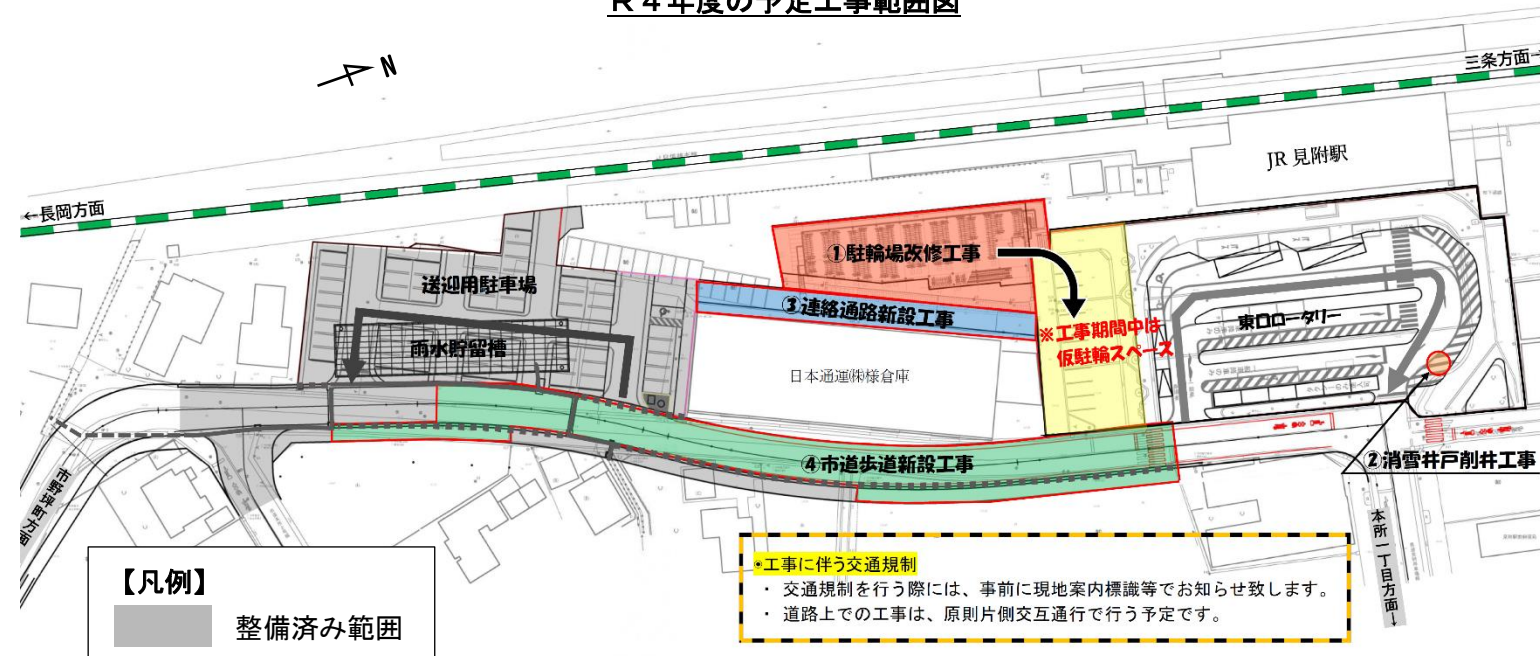 R4年度の予定工事範囲図
N
三条方面
JR 見附駅
←長岡方面
①駐輪場改修工事
送迎用駐車場
③連絡通路新設工事
※工事期間中は
仮駐輪スペース
東口ロータリー
雨水貯留槽
日本通運㈱様倉庫
④市道歩道新設工事
②消雪井戸削井工事
市野坪町方面
本所一丁目方面→
【凡例】
整備済み範囲
◉工事に伴う交通規制
・ 交通規制を行う際には、事前に現地案内標識等でお知らせ致します。
・ 道路上での工事は、原則片側交互通行で行う予定です。